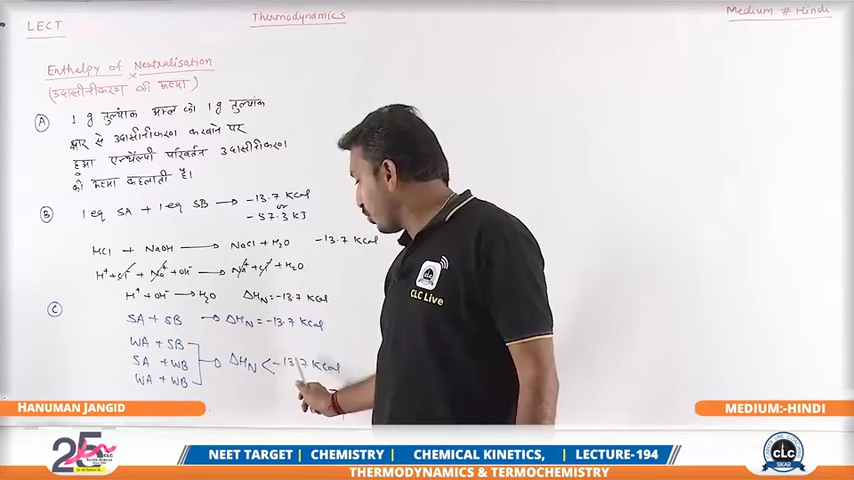 LECT
Thermodynamics
Medium # Hindi
Enthalpy of Neutralisation
(उदासीनीकरण की ऊष्मा)
(A) 1 g तुल्यांक अम्ल को 1 g तुल्यांक
क्षार से उदासीनीकरण करवाने पर
हुआ एन्थैल्पी परिवर्तन उदासीनीकरण
की ऊष्मा कहलाती है।
(B) 1 eq SA + 1 eq SB ⟶ -13.7 Kcal
or
-57.3 KJ
HCl + NaOH ⟶ NaCl + H2O -13.7 Kcal
H+ + Cl- + Na+ + OH- ⟶ Na+ + Cl- + H2O
H+ + OH- ⟶ H2O ΔHN = -13.7 Kcal
(C) SA + SB ⟶ ΔHN = -13.7 Kcal
WA + SB
SA + WB ⟶ ΔHN < -13.7 Kcal
WA + WB
CLC Live
HANUMAN JANGID
MEDIUM:-HINDI
25
NEET TARGET | CHEMISTRY | CHEMICAL KINETICS, | LECTURE-194
THERMODYNAMICS & TERMOCHEMISTRY
CLC
SIKAR